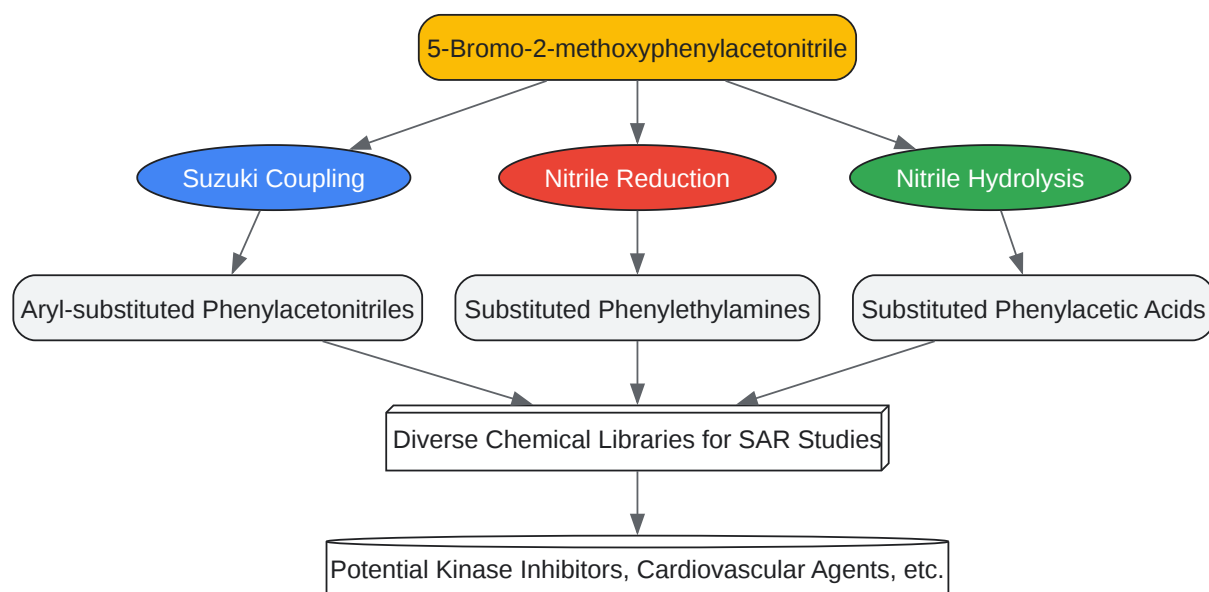 5-Bromo-2-methoxyphenylacetonitrile
Suzuki Coupling
Nitrile Reduction
Nitrile Hydrolysis
Aryl-substituted Phenylacetonitriles
Substituted Phenylethylamines
Substituted Phenylacetic Acids
Diverse Chemical Libraries for SAR Studies
Potential Kinase Inhibitors, Cardiovascular Agents, etc.